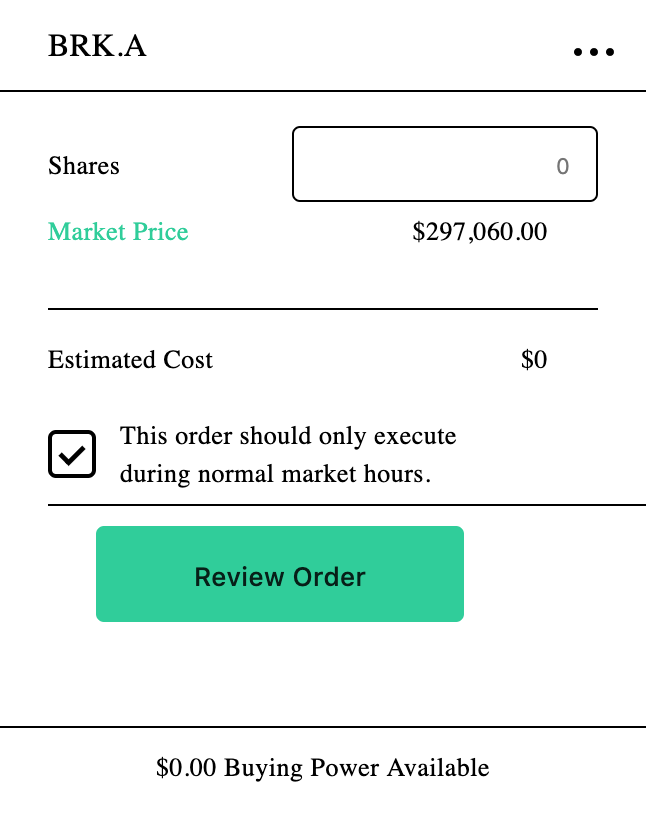 BRK.A
Shares 0
Market Price $297,060.00
Estimated Cost $0
This order should only execute
during normal market hours.
Review Order
$0.00 Buying Power Available